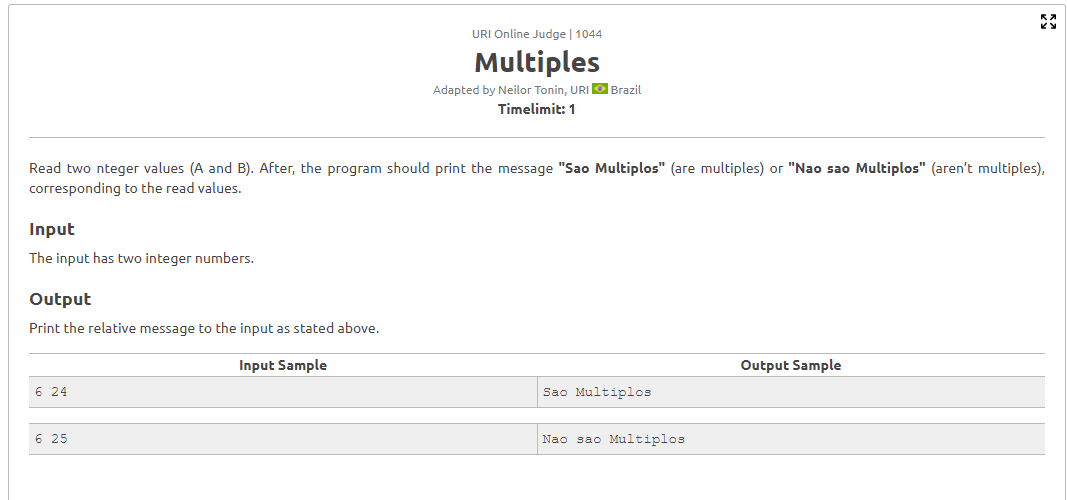 URI Online Judge | 1044
Multiples
Adapted by Neilor Tonin, URI Brazil
Timelimit: 1
Read two nteger values (A and B). After, the program should print the message "Sao Multiplos" (are multiples) or "Nao sao Multiplos" (aren’t multiples),
corresponding to the read values.
Input
The input has two integer numbers.
Output
Print the relative message to the input as stated above.
Input Sample Output Sample
6 24 Sao Multiplos
6 25 Nao sao Multiplos